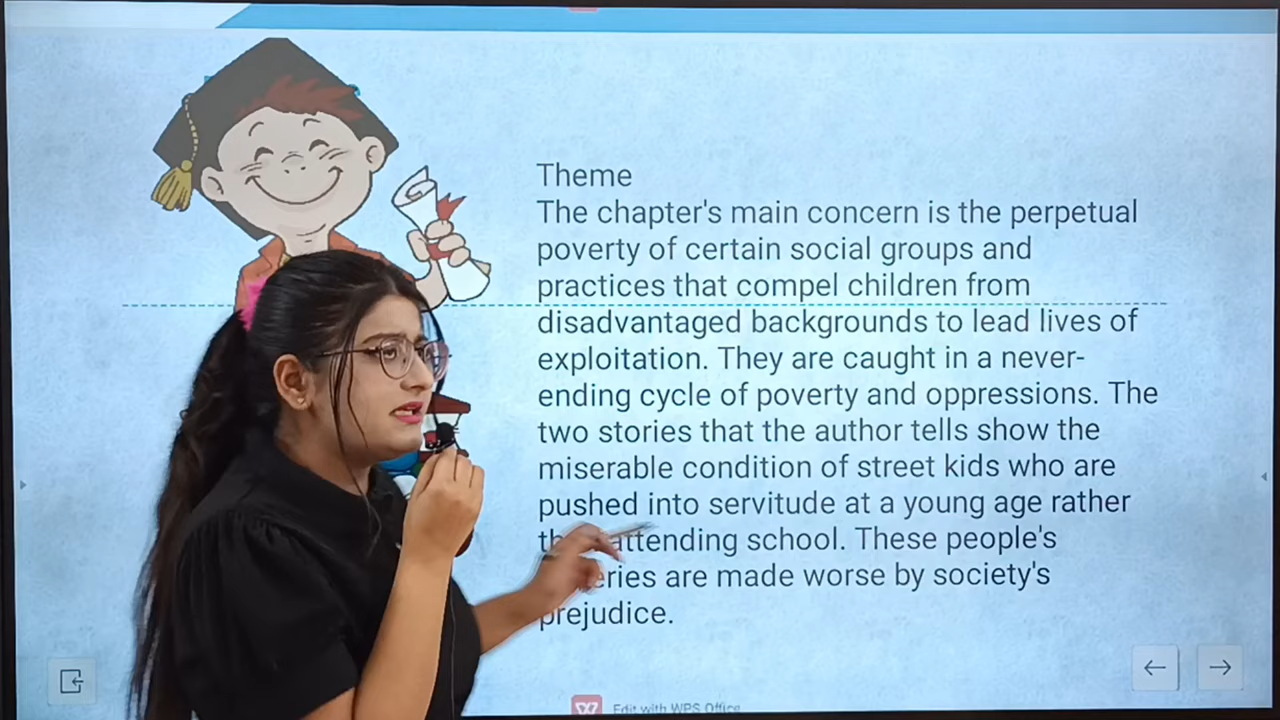 Theme
The chapter's main concern is the perpetual
poverty of certain social groups and
practices that compel children from
disadvantaged backgrounds to lead lives of
exploitation. They are caught in a never-
ending cycle of poverty and oppressions. The
two stories that the author tells show the
miserable condition of street kids who are
pushed into servitude at a young age rather
attending school. These people's
are made worse by society's
prejudice.
Edit with WPS Office